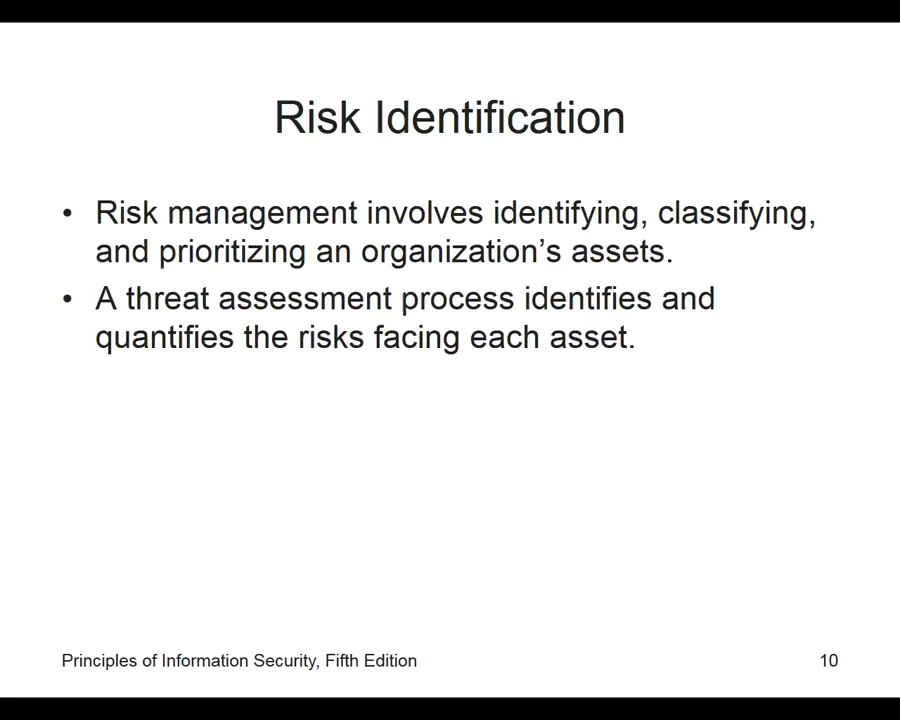 Risk Identification
• Risk management involves identifying, classifying,
and prioritizing an organization’s assets.
• A threat assessment process identifies and
quantifies the risks facing each asset.
Principles of Information Security, Fifth Edition
10